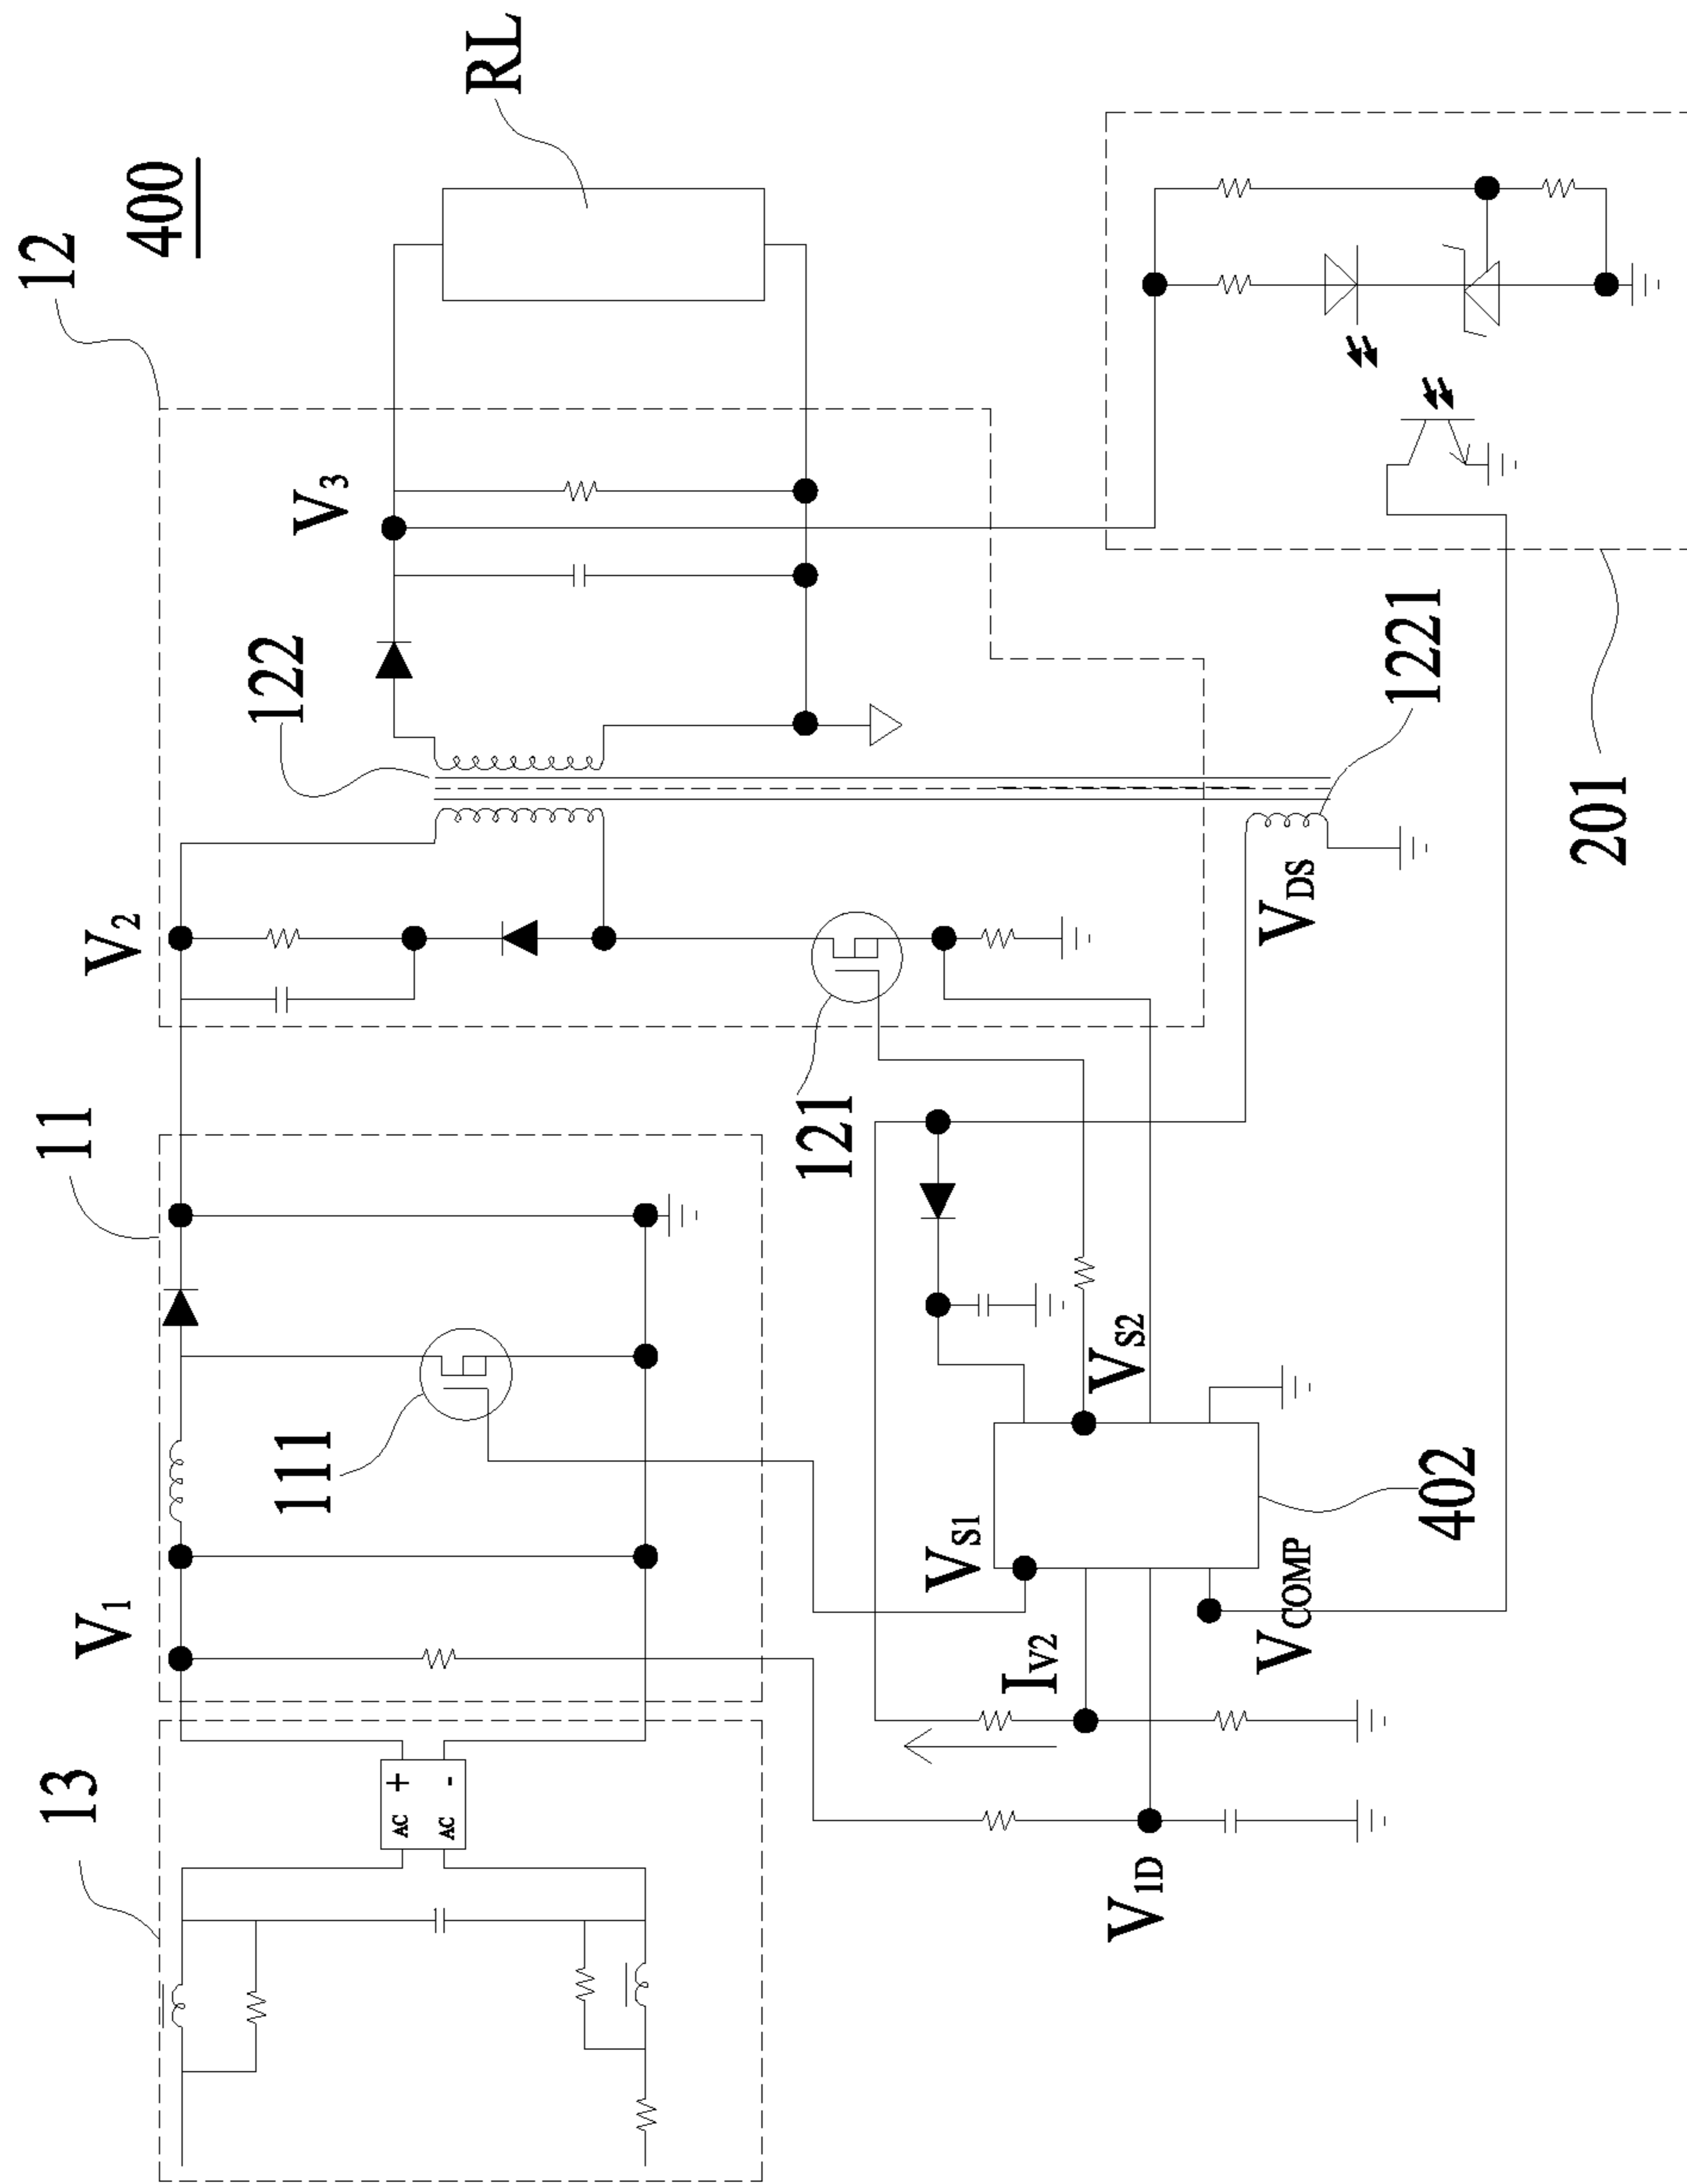 400
12
RL
V3
122
V2
11
121
111
V1
13
AC +
AC -
VS1
VS2
IV2
V1D
VCOMP
402
VDS
1221
201